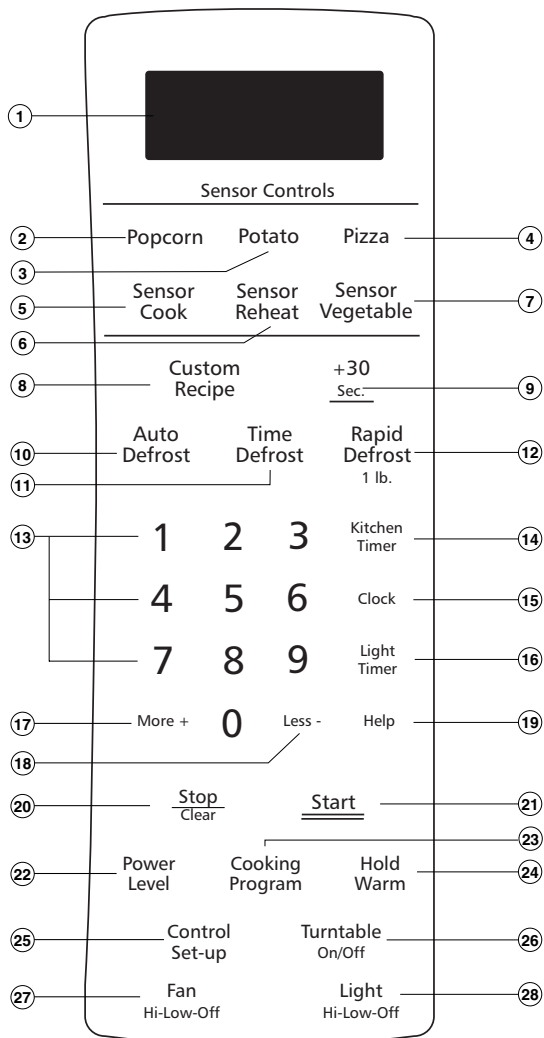 1
Sensor Controls
2 Popcorn Potato Pizza 4
3
5 Sensor Sensor Sensor 7
Cook Reheat Vegetable
6
8 Custom +30 9
Recipe Sec.
10 Auto Time Rapid 12
Defrost Defrost Defrost
11 1 lb.
13 1 2 3 Kitchen 14
Timer
4 5 6 Clock 15
7 8 9 Light 16
Timer
17 More + 0 Less - Help 19
18
20 Stop Start 21
Clear
23
22 Power Cooking Hold 24
Level Program Warm
25 Control Turntable 26
Set-up On/Off
27 Fan Light 28
Hi-Low-Off Hi-Low-Off